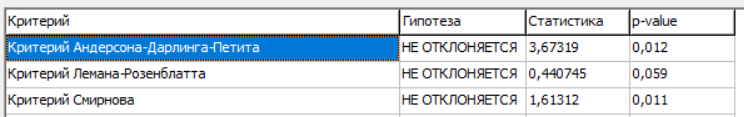 Критерий Гипотеза Статистика p-value
Критерий Андерсона-Дарлинга-Петита НЕ ОТКЛОНЯЕТСЯ 3,67319 0,012
Критерий Лемана-Розенблатта НЕ ОТКЛОНЯЕТСЯ 0,440745 0,059
Критерий Смирнова НЕ ОТКЛОНЯЕТСЯ 1,61312 0,011